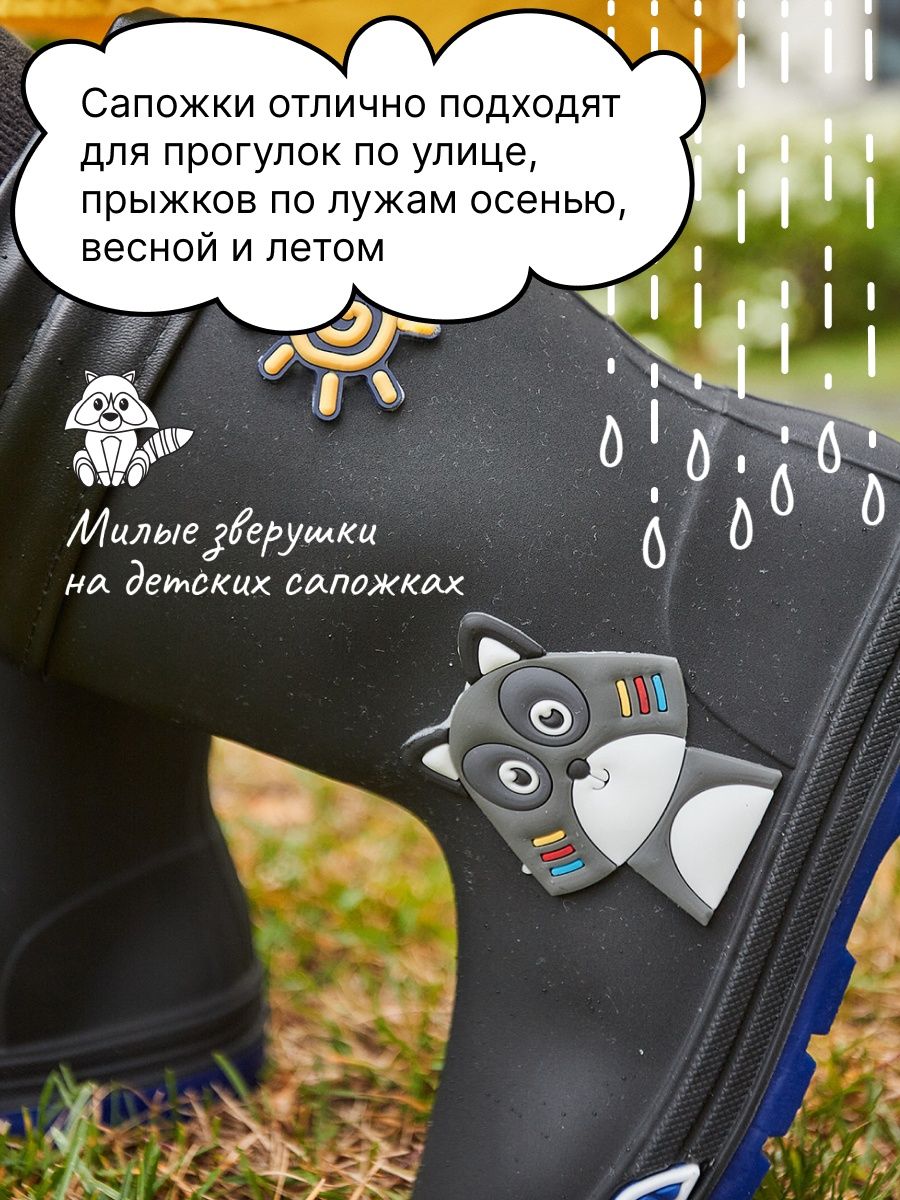 Сапожки отлично подходят
для прогулок по улице,
прыжков по лужам осенью,
весной и летом
Милые зверушки
на детских сапожках